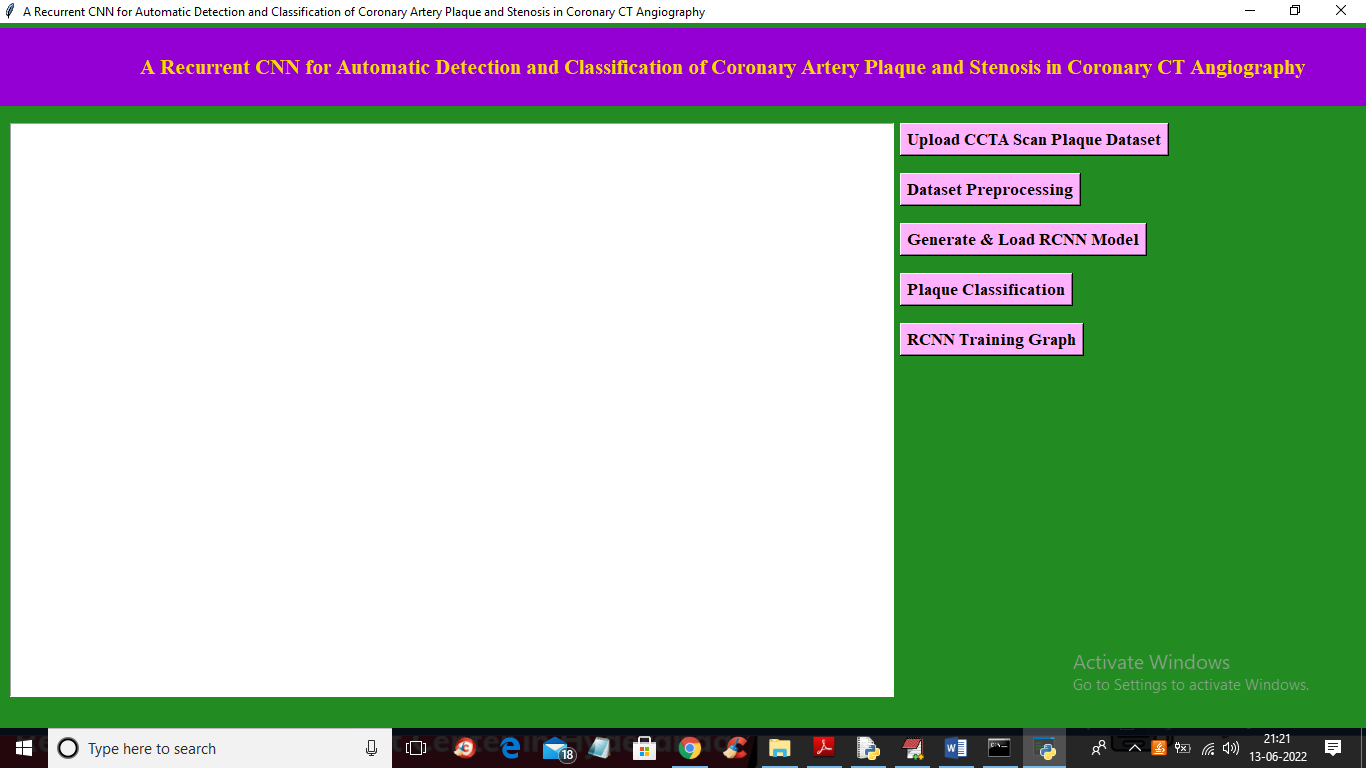 A Recurrent CNN for Automatic Detection and Classification of Coronary Artery Plaque and Stenosis in Coronary CT Angiography
A Recurrent CNN for Automatic Detection and Classification of Coronary Artery Plaque and Stenosis in Coronary CT Angiography
Upload CCTA Scan Plaque Dataset
Dataset Preprocessing
Generate & Load RCNN Model
Plaque Classification
RCNN Training Graph
Activate Windows
Go to Settings to activate Windows.
Type here to search
18
21:21
13-06-2022